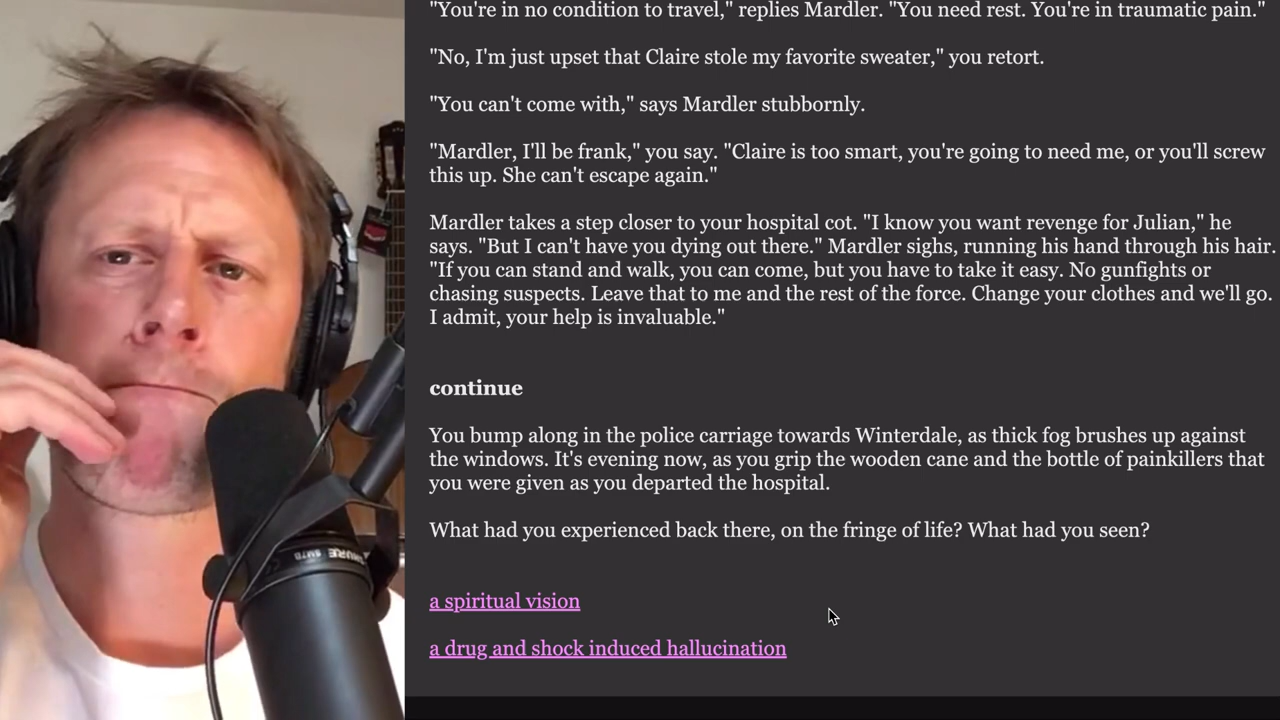 "You're in no condition to travel," replies Mardler. "You need rest. You're in traumatic pain."
"No, I'm just upset that Claire stole my favorite sweater," you retort.
"You can't come with," says Mardler stubbornly.
"Mardler, I'll be frank," you say. "Claire is too smart, you're going to need me, or you'll screw
this up. She can't escape again."
Mardler takes a step closer to your hospital cot. "I know you want revenge for Julian," he
says. "But I can't have you dying out there." Mardler sighs, running his hand through his hair.
"If you can stand and walk, you can come, but you have to take it easy. No gunfights or
chasing suspects. Leave that to me and the rest of the force. Change your clothes and we'll go.
I admit, your help is invaluable."
continue
You bump along in the police carriage towards Winterdale, as thick fog brushes up against
the windows. It's evening now, as you grip the wooden cane and the bottle of painkillers that
you were given as you departed the hospital.
What had you experienced back there, on the fringe of life? What had you seen?
a spiritual vision
a drug and shock induced hallucination
SHURE SM7B